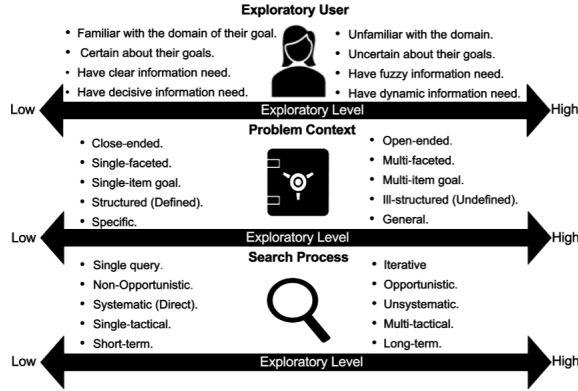 Exploratory User
• Familiar with the domain of their goal.
• Certain about their goals.
• Have clear information need.
• Have decisive information need.
• Unfamiliar with the domain.
• Uncertain about their goals.
• Have fuzzy information need.
• Have dynamic information need.
Low Exploratory Level High
Problem Context
• Close-ended.
• Single-faceted.
• Single-item goal.
• Structured (Defined).
• Specific.
• Open-ended.
• Multi-faceted.
• Multi-item goal.
• Ill-structured (Undefined).
• General.
Low Exploratory Level High
Search Process
• Single query.
• Non-Opportunistic.
• Systematic (Direct).
• Single-tactical.
• Short-term.
• Iterative
• Opportunistic.
• Unsystematic.
• Multi-tactical.
• Long-term.
Low Exploratory Level High